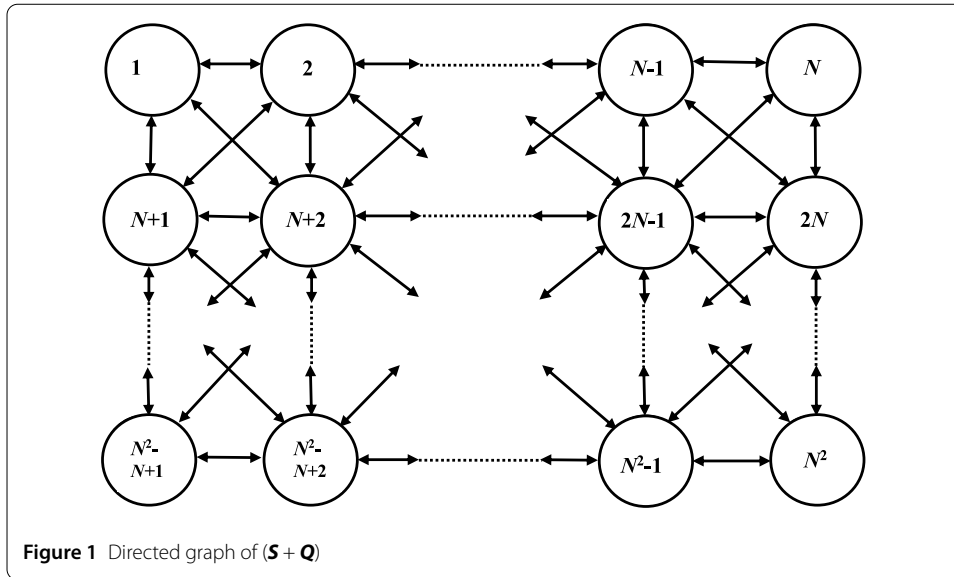 1 2 N-1 N
N+1 N+2 2N-1 2N
N²- N²- N²-1 N²
N+1 N+2
Figure 1 Directed graph of (S + Q)